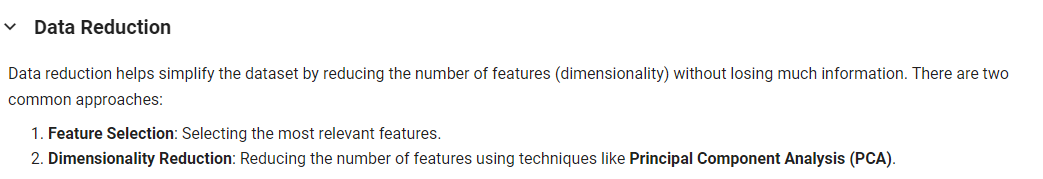 Data Reduction
Data reduction helps simplify the dataset by reducing the number of features (dimensionality) without losing much information. There are two
common approaches:
1. Feature Selection: Selecting the most relevant features.
2. Dimensionality Reduction: Reducing the number of features using techniques like Principal Component Analysis (PCA).